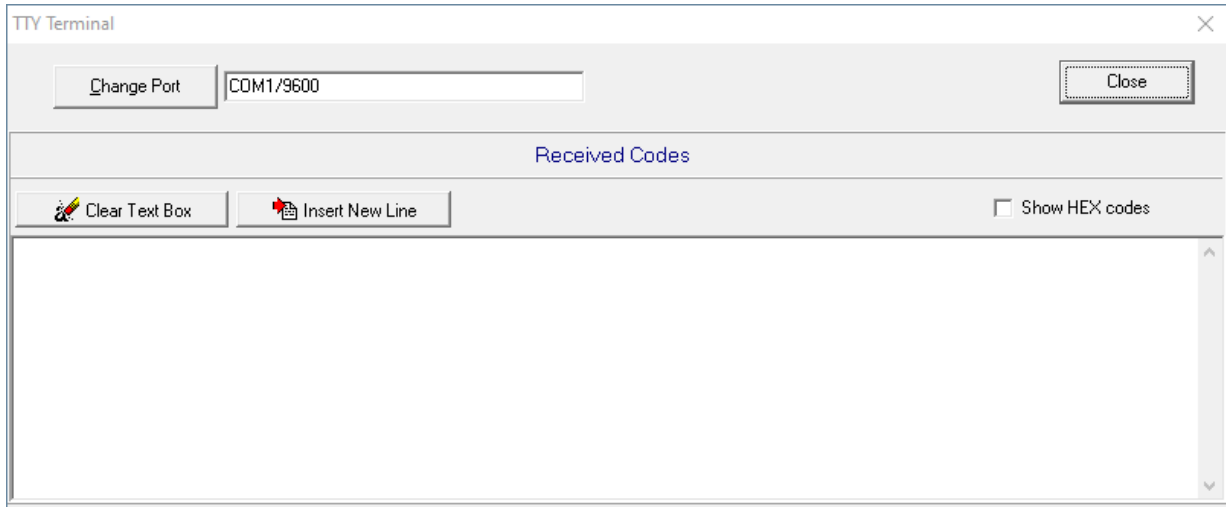 TTY Terminal
Change Port COM1/9600 Close
Received Codes
Clear Text Box Insert New Line Show HEX codes